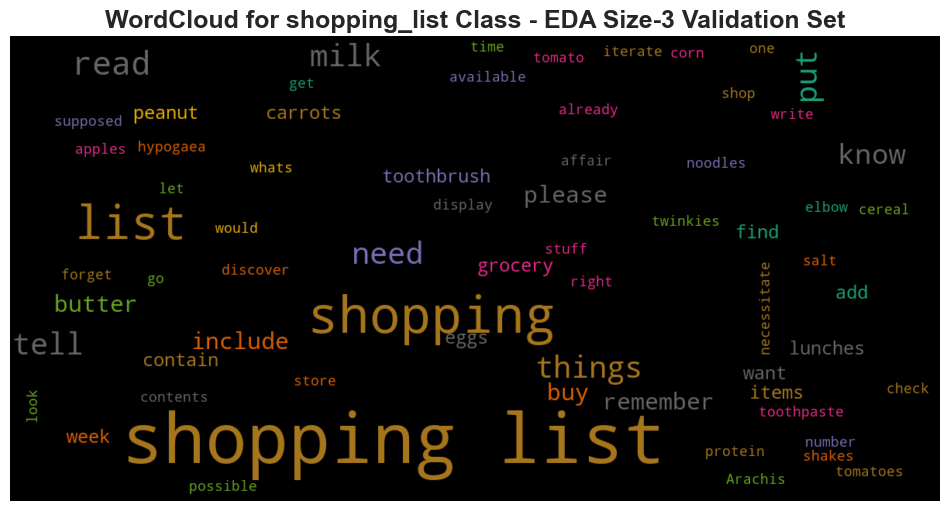 WordCloud for shopping_list Class - EDA Size-3 Validation Set
time
tomato
iterate
corn
one
read
milk
put
available
get
shop
peanut
carrots
already
write
supposed
apples
hypogaea
know
whats
affair
noodles
toothbrush
let
please
display
elbow
cereal
list
would
twinkies
find
need
stuff
grocery
salt
forget
go
discover
right
necessitate
butter
add
shopping
tell
include
eggs
lunches
contain
things
want
store
buy
items
check
look
contents
remember
toothpaste
week
shopping list
number
protein
shakes
tomatoes
Arachis
possible